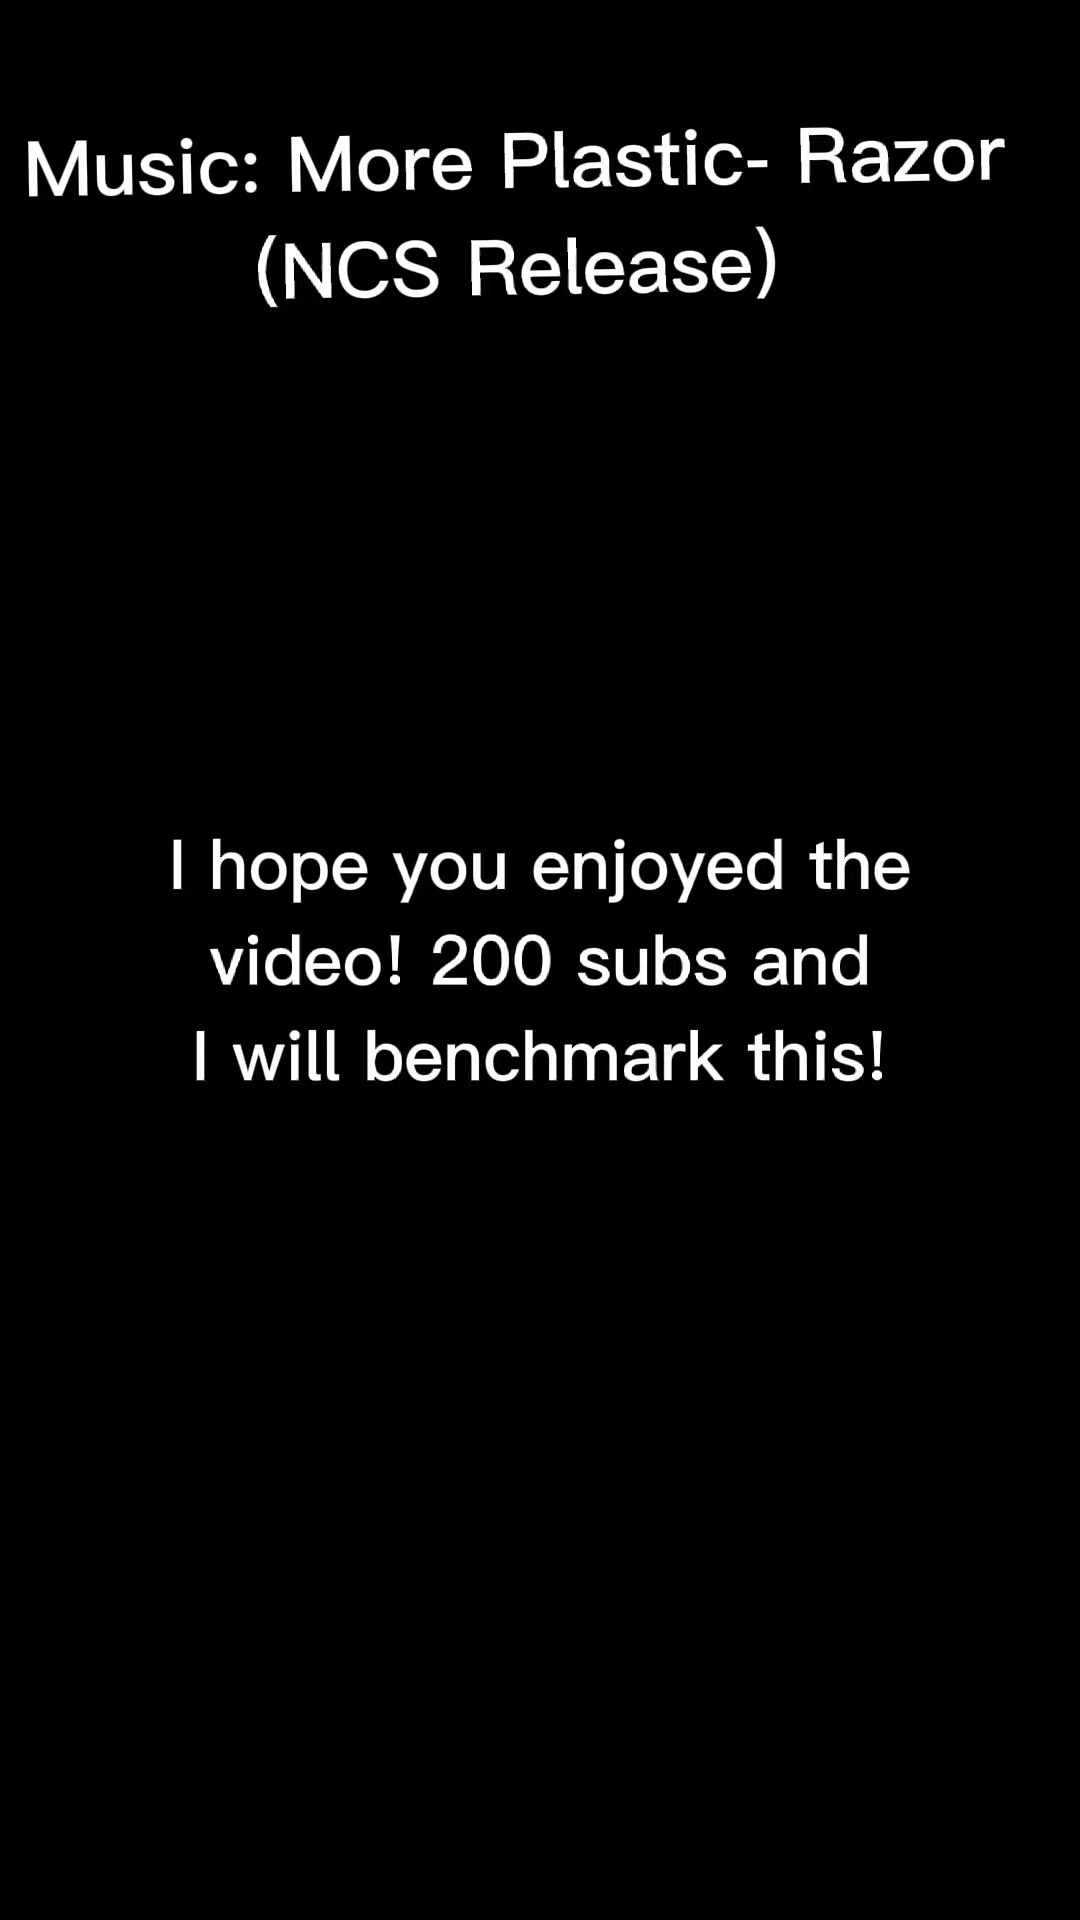 Music: More Plastic- Razor
(NCS Release)
I hope you enjoyed the
video! 200 subs and
I will benchmark this!